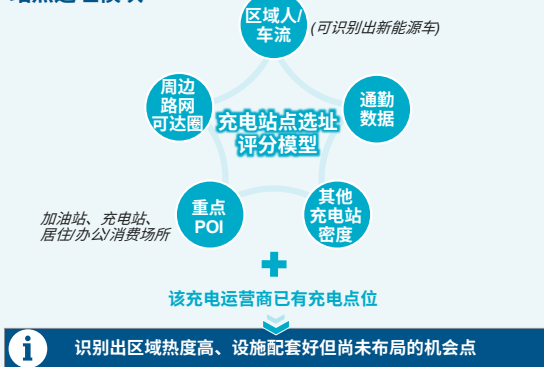 区域人/
车流
(可识别出新能源车)
周边
路网
可达圈
通勤
数据
充电站点选址
评分模型
重点
POI
其他
充电站
密度
加油站、充电站、
居住/办公/消费场所
+
该充电运营商已有充电点位
i
识别出区域热度高、设施配套好但尚未布局的机会点